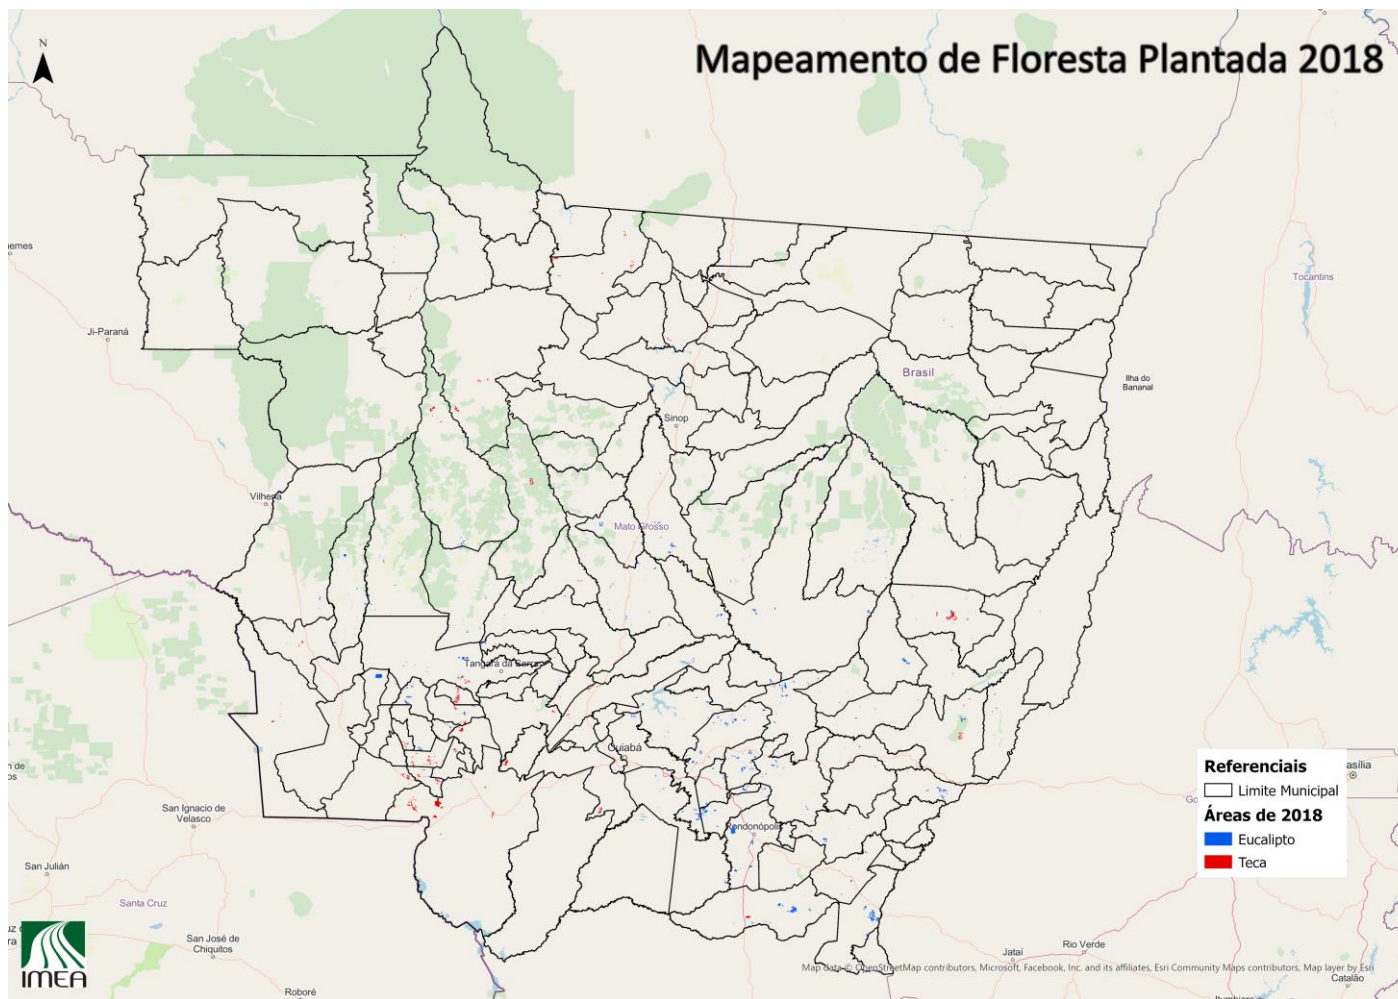 N
Mapeamento de Floresta Plantada 2018
Tocantins
Ji-Paraná
Brasil
Ilha do
Bananal
Sinop
Vilhena
Mato Grosso
Tangará da Serra
Cuiabá
San Ignacio de
Velasco
Rondonópolis
San Julián
Santa Cruz
San José de
Chiquitos
Roboré
Referenciais
Limite Municipal
Áreas de 2018
Eucalipto
Teca
IMEA
Jataí
Rio Verde
Map data © OpenStreetMap contributors, Microsoft, Facebook, Inc. and its affiliates, Esri Community Maps contributors, Map layer by Esri
Catalão